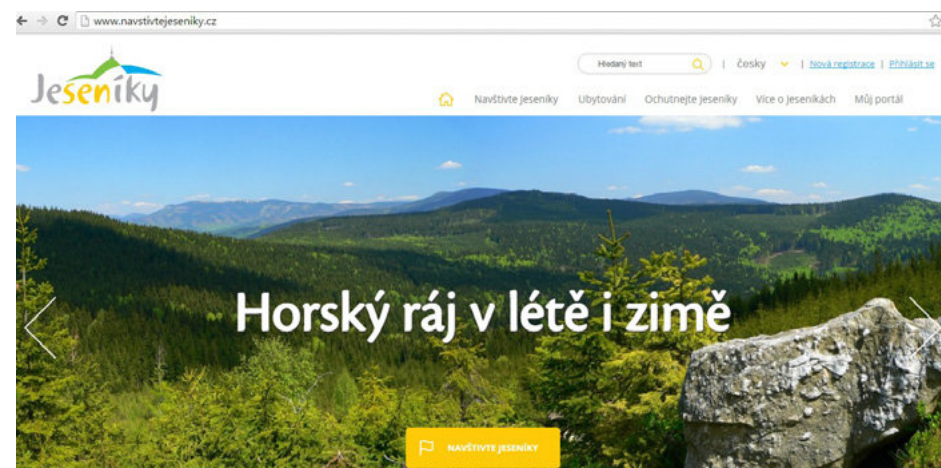 www.navstivtejeseniky.cz
Jeseníky
Hledaný text | česky | Nová registrace | Přihlásit se
Navštivte Jeseníky Ubytování Ochutnejte Jeseníky Více o Jeseníkách Můj portál
Horský ráj v létě i zimě
NAVŠTIVTE JESENÍKY